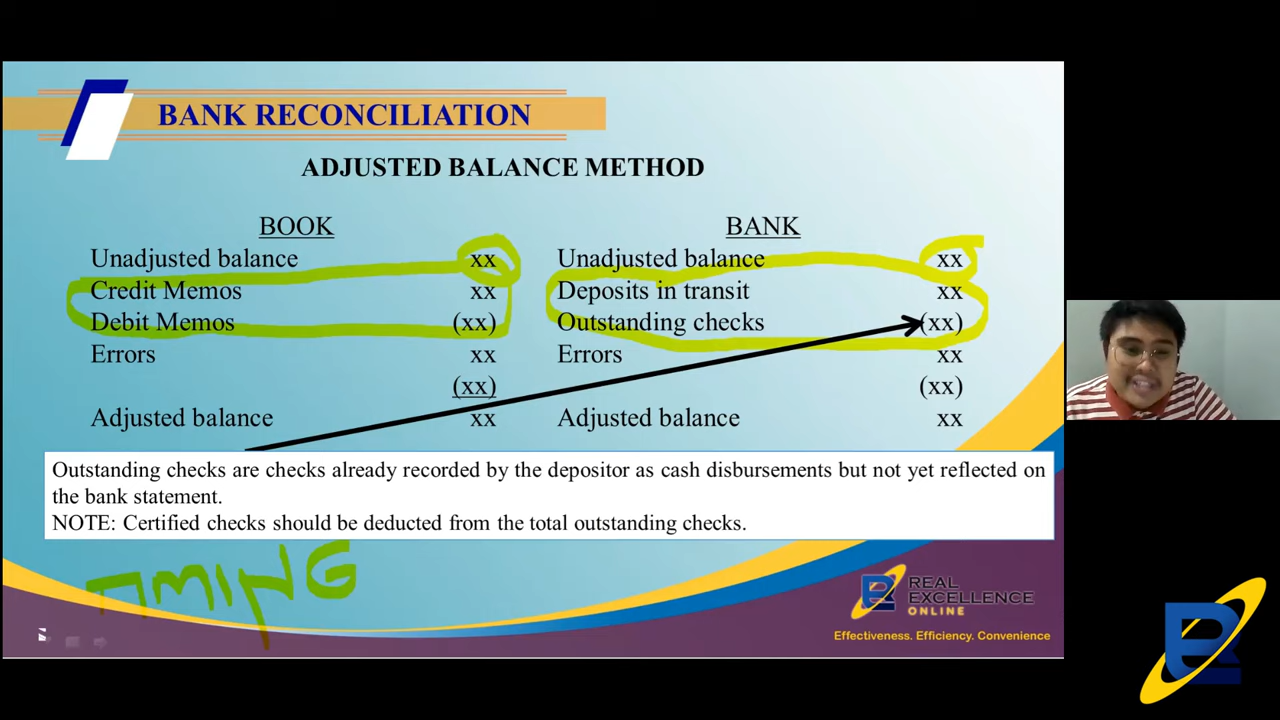 BANK RECONCILIATION
ADJUSTED BALANCE METHOD
BOOK
Unadjusted balance xx
Credit Memos xx
Debit Memos (xx)
Errors xx
(xx)
Adjusted balance xx
BANK
Unadjusted balance xx
Deposits in transit xx
Outstanding checks (xx)
Errors xx
(xx)
Adjusted balance xx
Outstanding checks are checks already recorded by the depositor as cash disbursements but not yet reflected on
the bank statement.
NOTE: Certified checks should be deducted from the total outstanding checks.
TIMING
REAL
EXCELLENCE
ONLINE
Effectiveness. Efficiency. Convenience